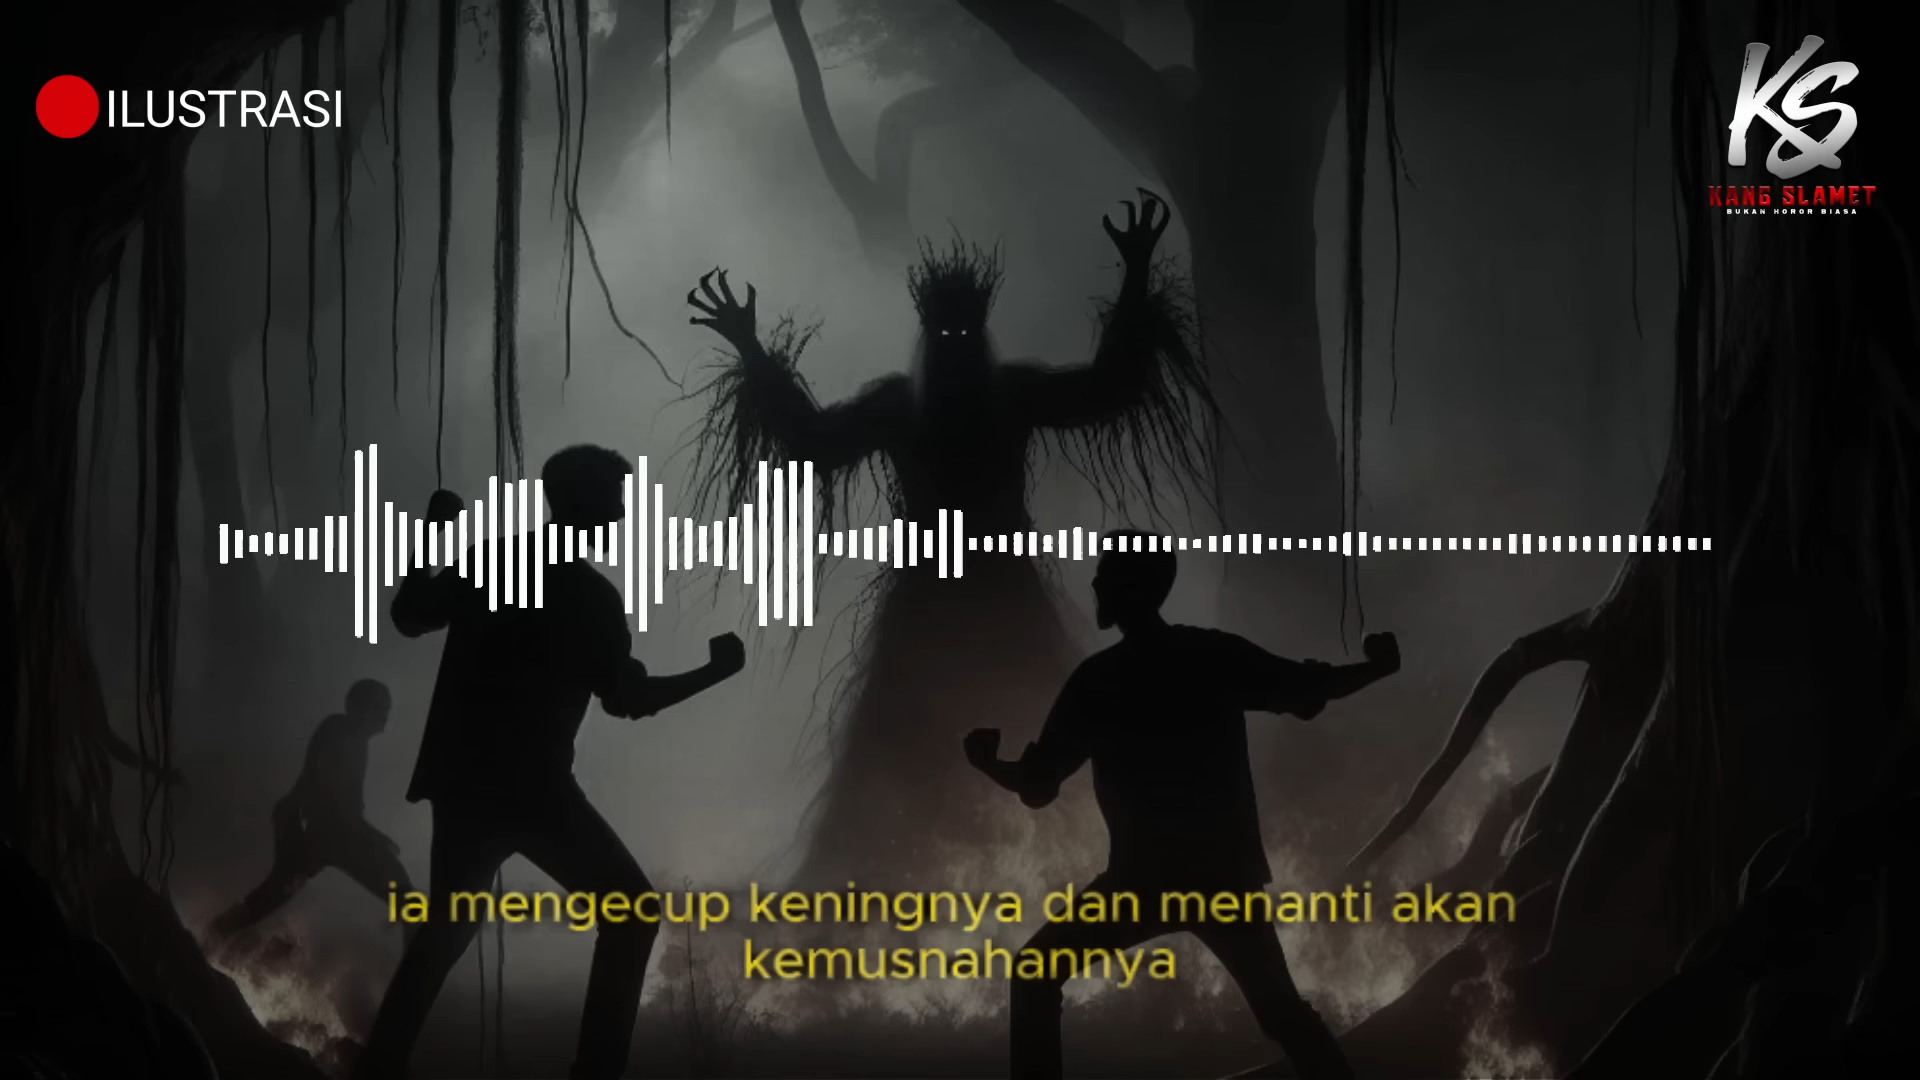 ILUSTRASI
KS
KANG SLAMET
BUKAN HOROR BIASA
ia mengecup keningnya dan menanti akan
kemusnahannya